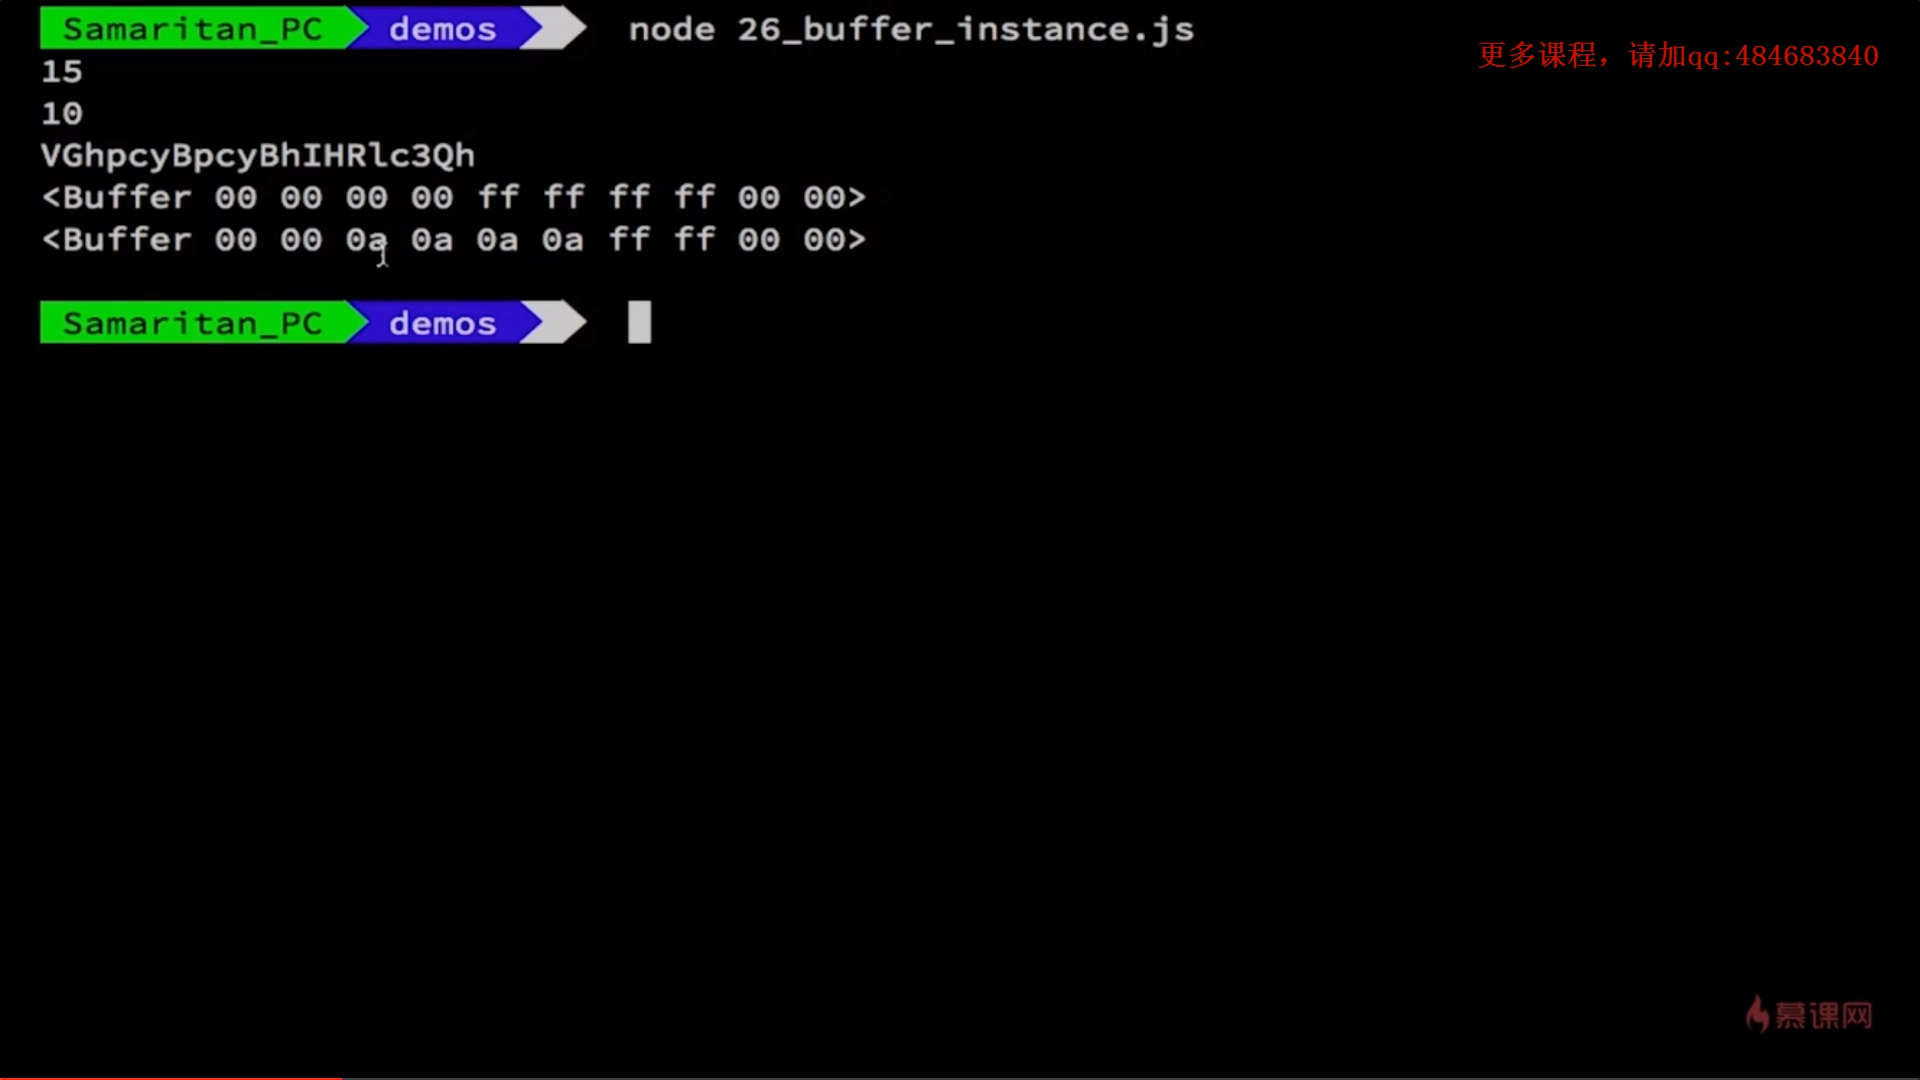 Samaritan_PC demos node 26_buffer_instance.js
更多课程，请加qq:484683840
15
10
VGhpcyBpcyBhIHRlc3Qh
<Buffer 00 00 00 00 ff ff ff ff 00 00>
<Buffer 00 00 0a 0a 0a 0a ff ff 00 00>
Samaritan_PC demos
慕课网